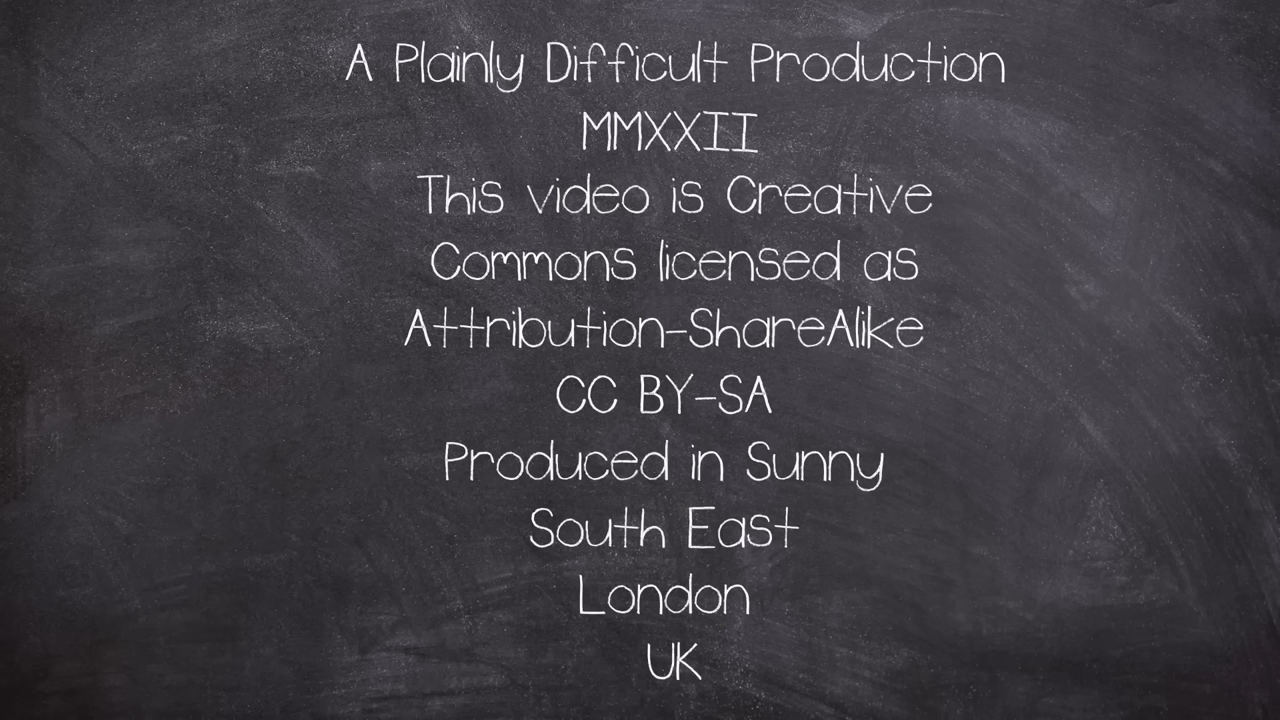 A Plainly Difficult Production
MMXXII
This video is Creative
Commons licensed as
Attribution-ShareAlike
CC BY-SA
Produced in Sunny
South East
London
UK